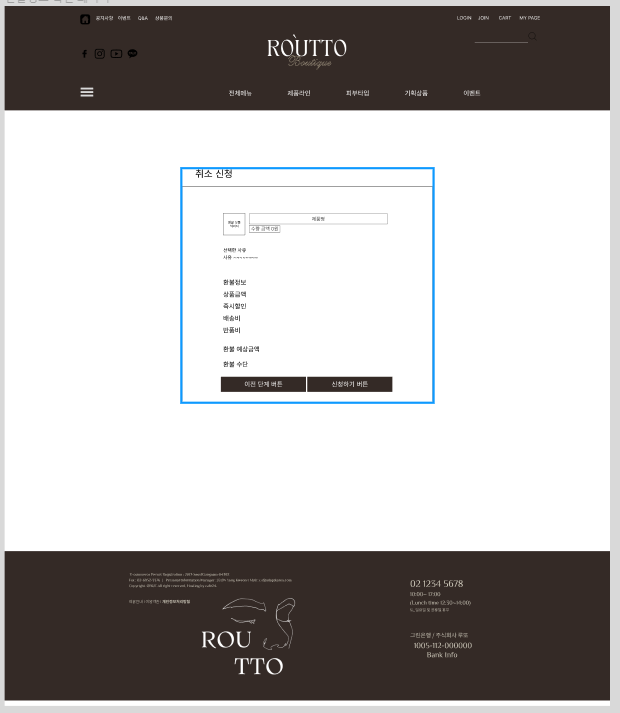 공지사항 이벤트 Q&A 상품문의
LOGIN JOIN CART MY PAGE
ROUTTO
Boutique
전체메뉴 제품라인 피부타입 기획상품 이벤트
취소 신청
제품명
수량 금액 0원
선택한 사유
사유 ~~~~~~~~
환불정보
상품금액
즉시할인
배송비
반품비
환불 예상금액
환불 수단
이전 단계 버튼 신청하기 버튼
02 1234 5678
10:00~ 17:00
(Lunch time 12:30~14:00)
ROU
TTO
그린은행 / 주식회사 루또
1005-112-000000
Bank Info